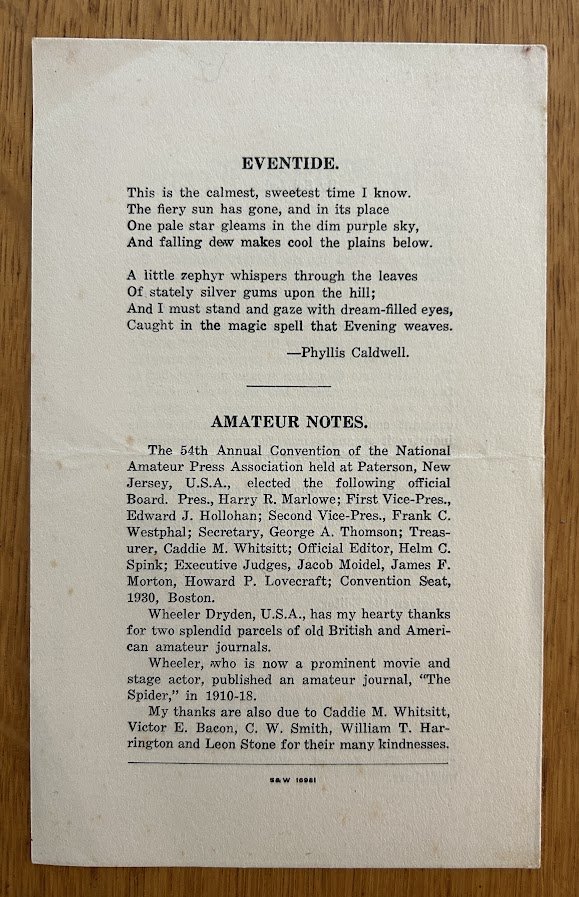 EVENTIDE.
This is the calmest, sweetest time I know.
The fiery sun has gone, and in its place
One pale star gleams in the dim purple sky,
And falling dew makes cool the plains below.
A little zephyr whispers through the leaves
Of stately silver gums upon the hill;
And I must stand and gaze with dream-filled eyes,
Caught in the magic spell that Evening weaves.
—Phyllis Caldwell.
AMATEUR NOTES.
The 54th Annual Convention of the National
Amateur Press Association held at Paterson, New
Jersey, U.S.A., elected the following official
Board. Pres., Harry R. Marlowe; First Vice-Pres.,
Edward J. Hollohan; Second Vice-Pres., Frank C.
Westphal; Secretary, George A. Thomson; Treas-
urer, Caddie M. Whitsitt; Official Editor, Helm C.
Spink; Executive Judges, Jacob Moidel, James F.
Morton, Howard P. Lovecraft; Convention Seat,
1930, Boston.
Wheeler Dryden, U.S.A., has my hearty thanks
for two splendid parcels of old British and Ameri-
can amateur journals.
Wheeler, who is now a prominent movie and
stage actor, published an amateur journal, "The
Spider," in 1910-18.
My thanks are also due to Caddie M. Whitsitt,
Victor E. Bacon, C. W. Smith, William T. Har-
rington and Leon Stone for their many kindnesses.
S&W 16981